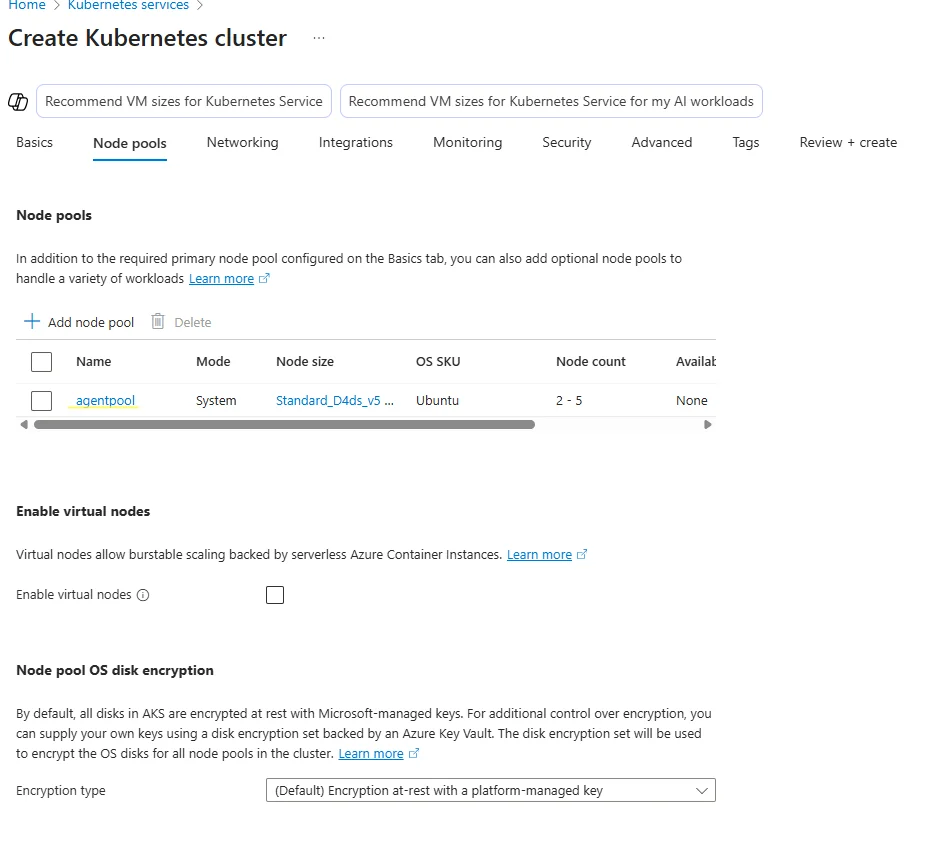 Home > Kubernetes services >
Create Kubernetes cluster ...
Recommend VM sizes for Kubernetes Service Recommend VM sizes for Kubernetes Service for my AI workloads
Basics Node pools Networking Integrations Monitoring Security Advanced Tags Review + create
Node pools
In addition to the required primary node pool configured on the Basics tab, you can also add optional node pools to
handle a variety of workloads Learn more
Add node pool Delete
Name Mode Node size OS SKU Node count Availab
agentpool System Standard_D4ds_v5 ... Ubuntu 2 - 5 None
Enable virtual nodes
Virtual nodes allow burstable scaling backed by serverless Azure Container Instances. Learn more
Enable virtual nodes
Node pool OS disk encryption
By default, all disks in AKS are encrypted at rest with Microsoft-managed keys. For additional control over encryption, you
can supply your own keys using a disk encryption set backed by an Azure Key Vault. The disk encryption set will be used
to encrypt the OS disks for all node pools in the cluster. Learn more
Encryption type (Default) Encryption at-rest with a platform-managed key